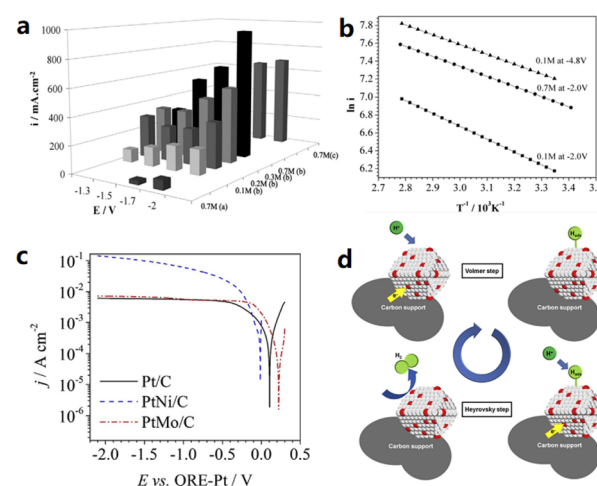 a
1000
800
600
400
200
0
i / mA.cm-2
-1.3
-1.5
-1.7
-2
E / V
0.7M (a)
0.1M (b)
0.2M (b)
0.3M (b)
0.7M (b)
0.7M(c)
b
8.0
7.8
7.6
7.4
7.2
7.0
6.8
6.6
6.4
6.2
ln i
0.1M at -4.8V
0.7M at -2.0V
0.1M at -2.0V
2.7 2.8 2.9 3.0 3.1 3.2 3.3 3.4
T-1 / 103K-1
c
10-1
10-2
10-3
10-4
10-5
10-6
j / A cm-2
Pt/C
PtNi/C
PtMo/C
-2.0 -1.5 -1.0 -0.5 0.0 0.5
E vs. ORE-Pt / V
d
H+
Hads
Volmer step
Carbon support
Carbon support
H2
H+
Hads
Heyrovsky step
Carbon support
Carbon support